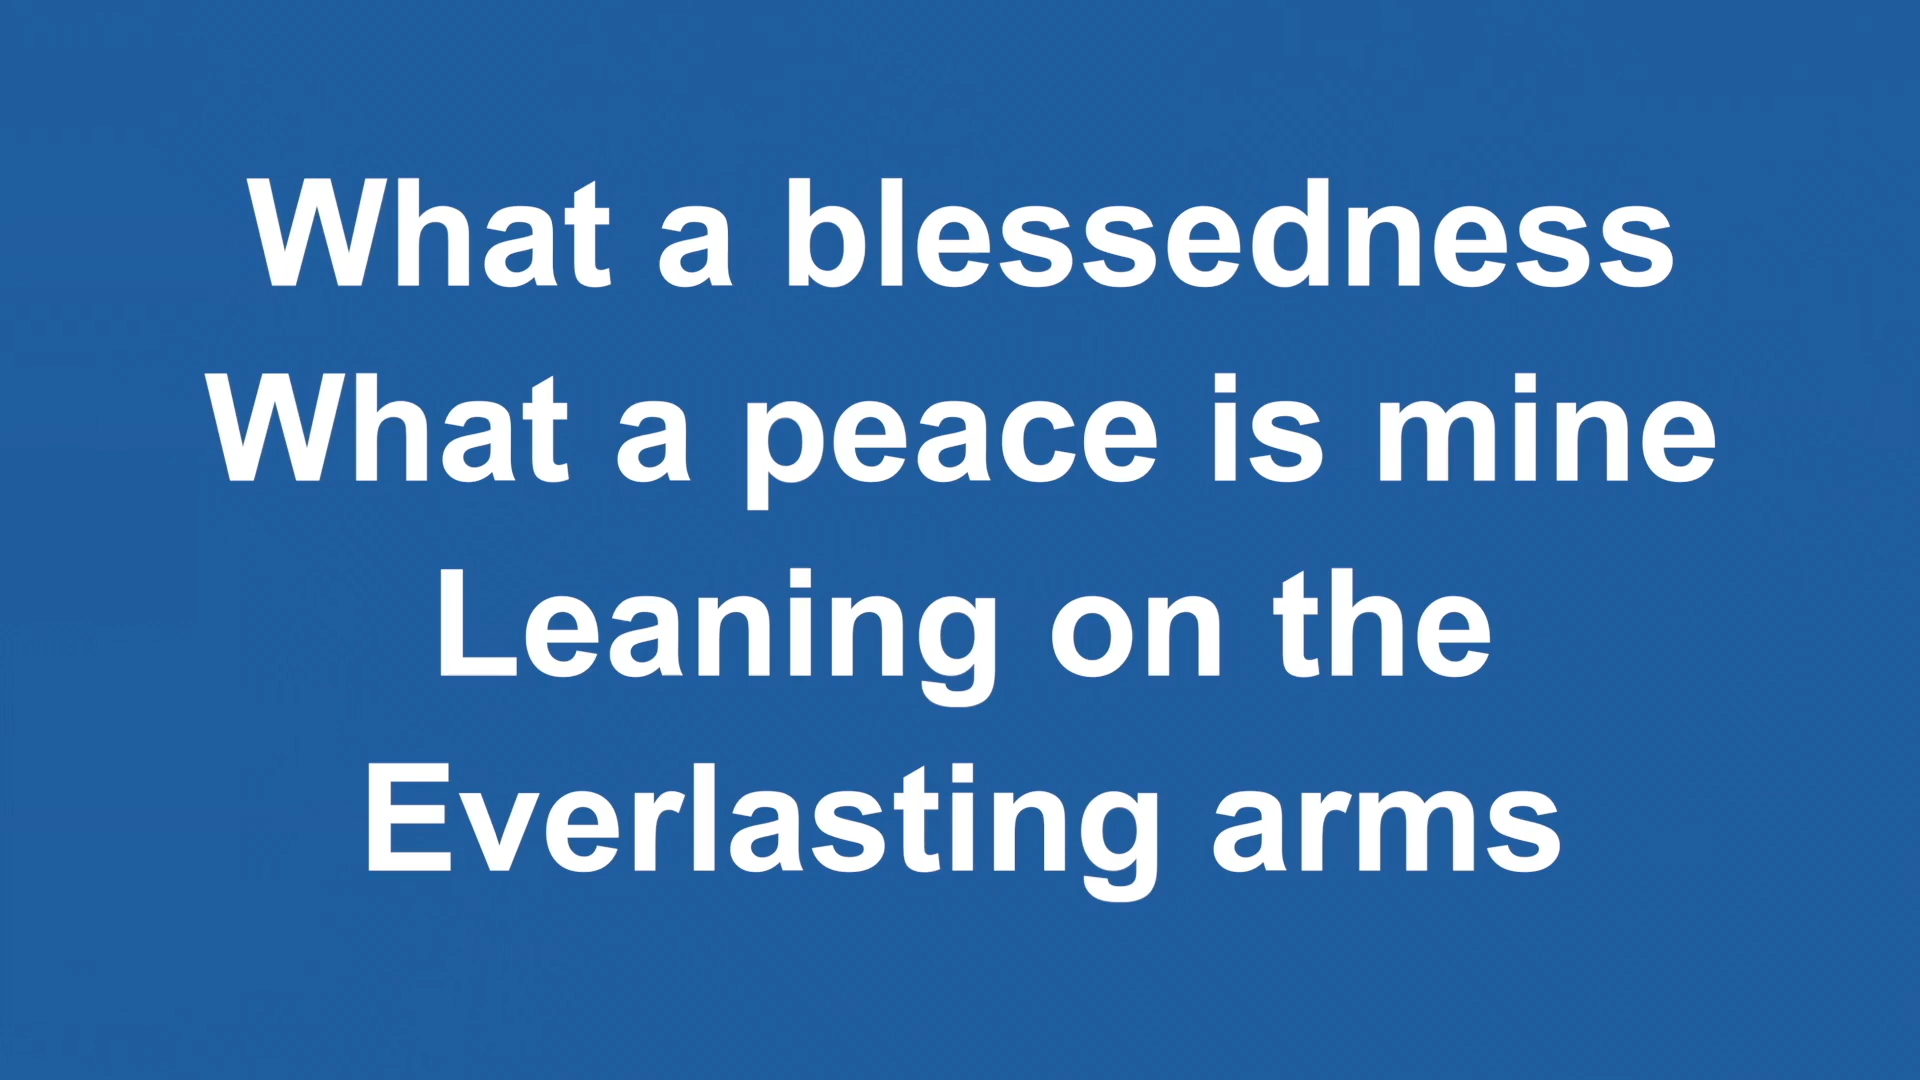 What a blessedness
What a peace is mine
Leaning on the
Everlasting arms